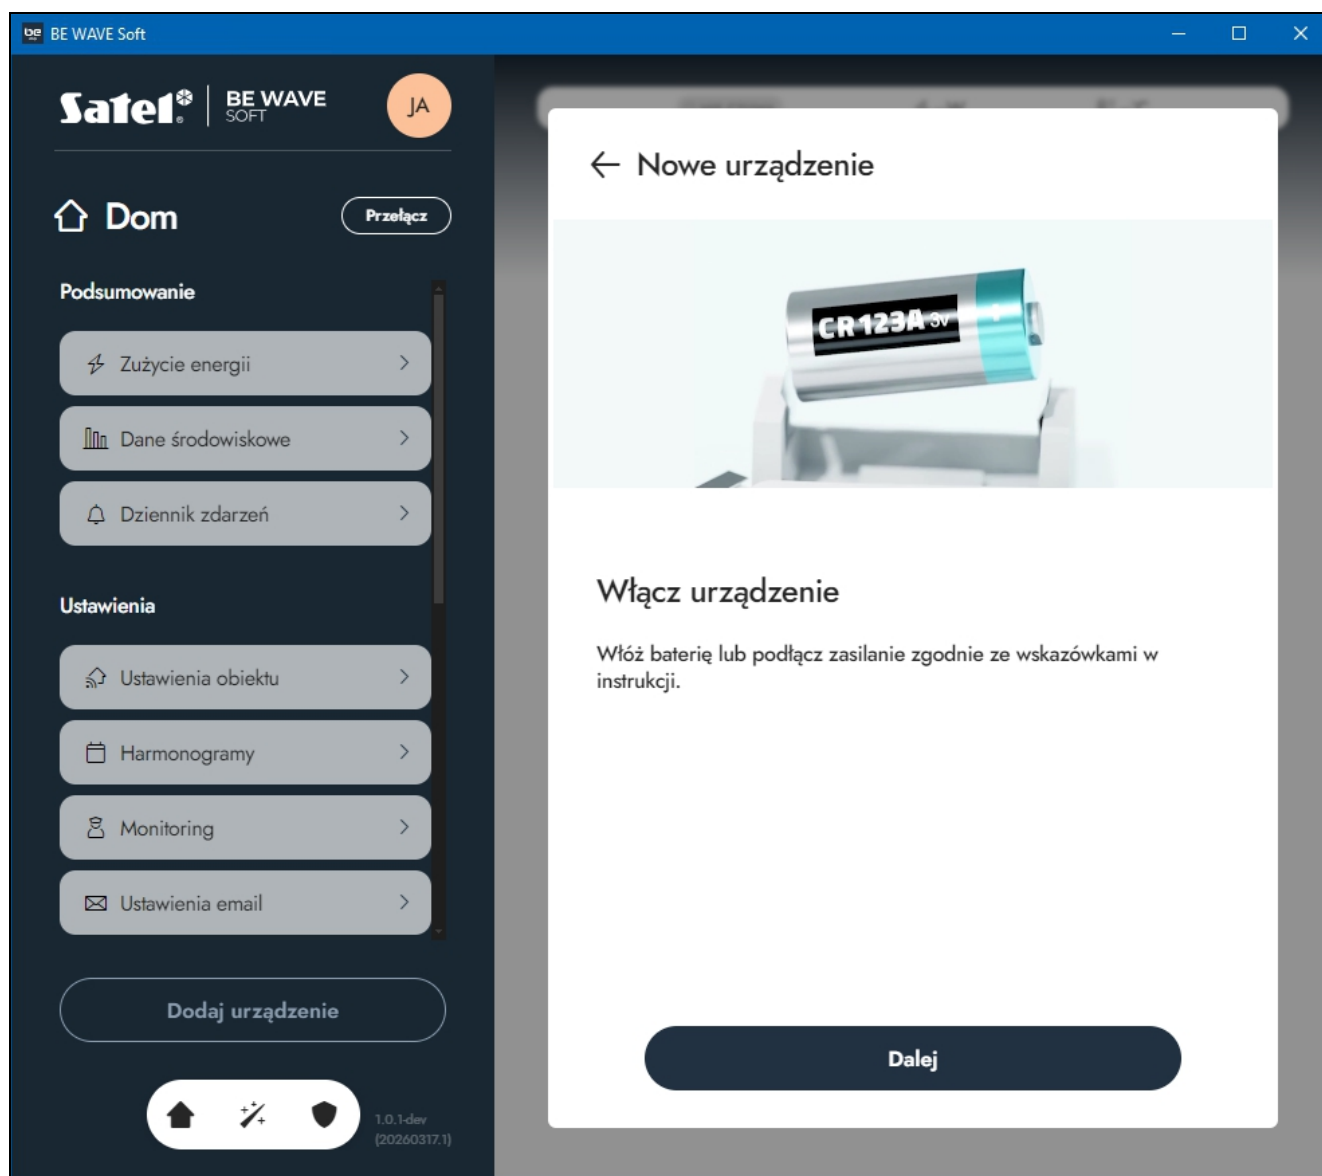 be
BE WAVE Soft
Satel®
BE WAVE
SOFT
JA
Dom
Przełącz
Podsumowanie
Zużycie energii
Dane środowiskowe
Dziennik zdarzeń
Ustawienia
Ustawienia obiektu
Harmonogramy
Monitoring
Ustawienia email
Dodaj urządzenie
1.0.1-dev
(20260317.1)
Nowe urządzenie
CR123A 3v
+
Włącz urządzenie
Włóż baterię lub podłącz zasilanie zgodnie ze wskazówkami w
instrukcji.
Dalej